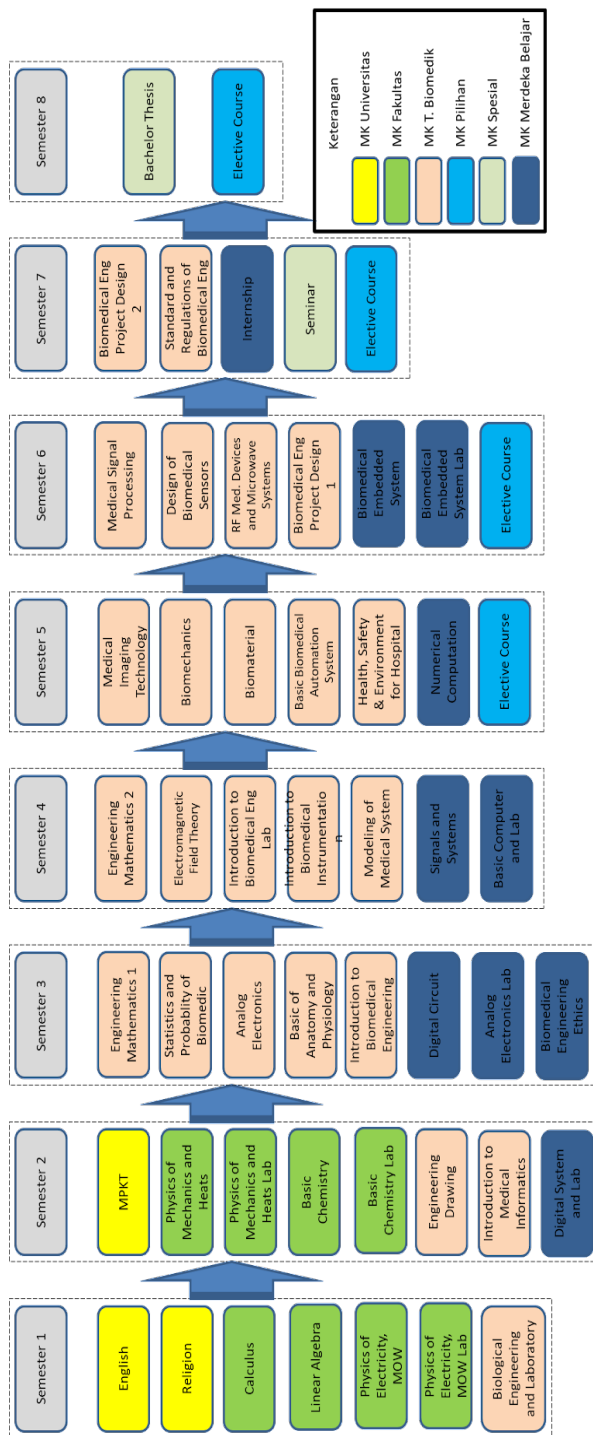 Semester 1
English
Religion
Calculus
Linear Algebra
Physics of
Electricity,
MOW
Physics of
Electricity,
MOW Lab
Biological
Engineering
and Laboratory
Semester 2
MPKT
Physics of
Mechanics and
Heats
Physics of
Mechanics and
Heats Lab
Basic
Chemistry
Basic
Chemistry Lab
Engineering
Drawing
Introduction to
Medical
Informatics
Digital System
and Lab
Semester 3
Engineering
Mathematics 1
Statistics and
Probablity of
Biomedic
Analog
Electronics
Basic of
Anatomy and
Physiology
Introduction to
Biomedical
Engineering
Digital Circuit
Analog
Electronics Lab
Biomedical
Engineering
Ethics
Semester 4
Engineering
Mathematics 2
Electromagnetic
Field Theory
Introduction to
Biomedical Eng
Lab
Introduction to
Biomedical
Instrumentatio
n
Modeling of
Medical System
Signals and
Systems
Basic Computer
and Lab
Semester 5
Medical
Imaging
Technology
Biomechanics
Biomaterial
Basic Biomedical
Automation
System
Health, Safety
& Environment
for Hospital
Numerical
Computation
Elective Course
Semester 6
Medical Signal
Processing
Design of
Biomedical
Sensors
RF Med. Devices
and Microwave
Systems
Biomedical Eng
Project Design
1
Biomedical
Embedded
System
Biomedical
Embedded
System Lab
Elective Course
Semester 7
Biomedical Eng
Project Design
2
Standard and
Regulations of
Biomedical Eng
Internship
Seminar
Elective Course
Semester 8
Bachelor Thesis
Elective Course
Keterangan
MK Universitas
MK Fakultas
MK T. Biomedik
MK Pilihan
MK Spesial
MK Merdeka Belajar